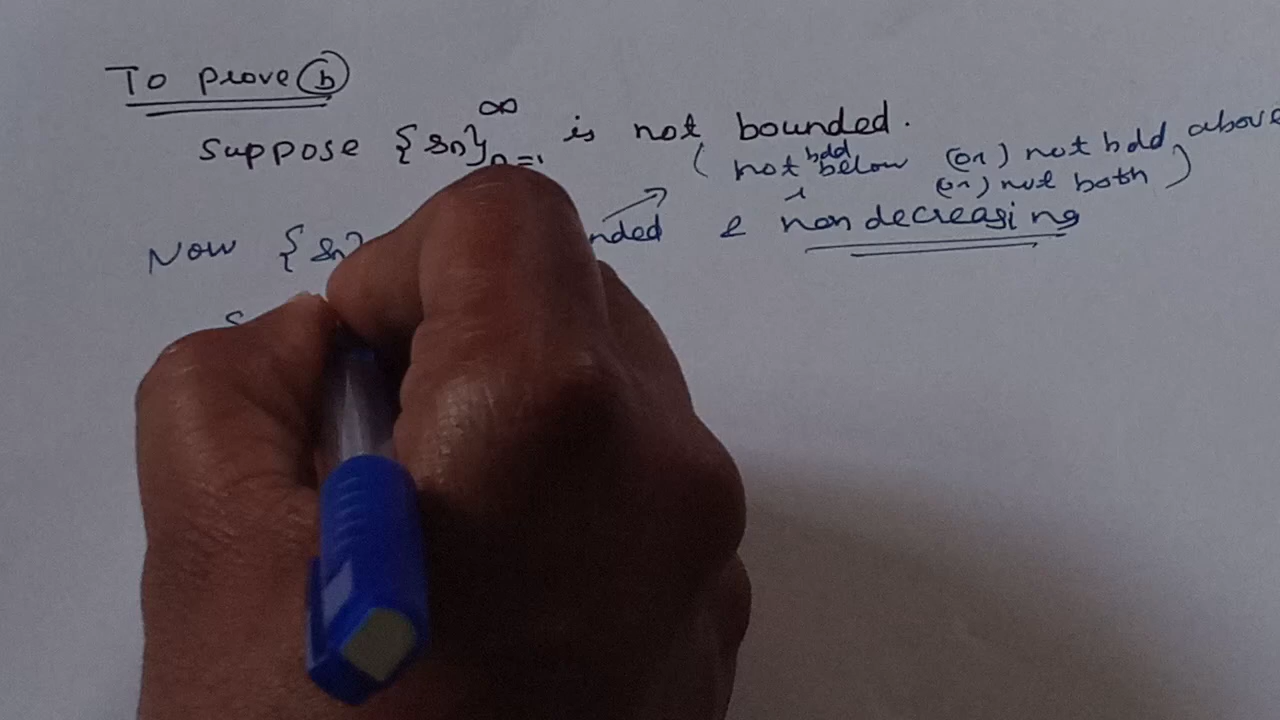 To prove (b)
Suppose {sn}∞n=1 is not bounded.
(not bdd below (or) not bdd above
(or) not both)
Now {sn} & nondecreasing